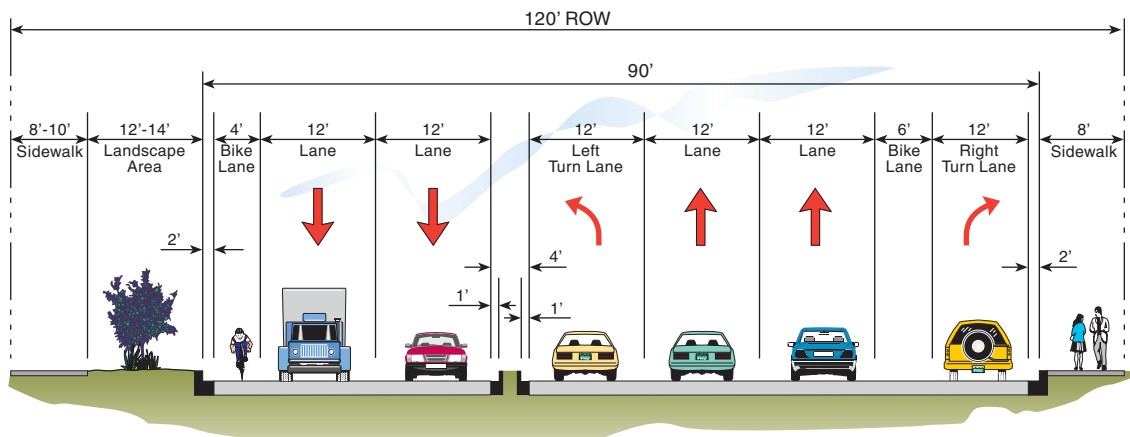 120’ ROW
90’
8’-10’
Sidewalk
12’-14’
Landscape
Area
4’
Bike
Lane
12’
Lane
12’
Lane
12’
Left
Turn Lane
12’
Lane
12’
Lane
6’
Bike
Lane
12’
Right
Turn Lane
8’
Sidewalk
2’
4’
2’
1’
1’